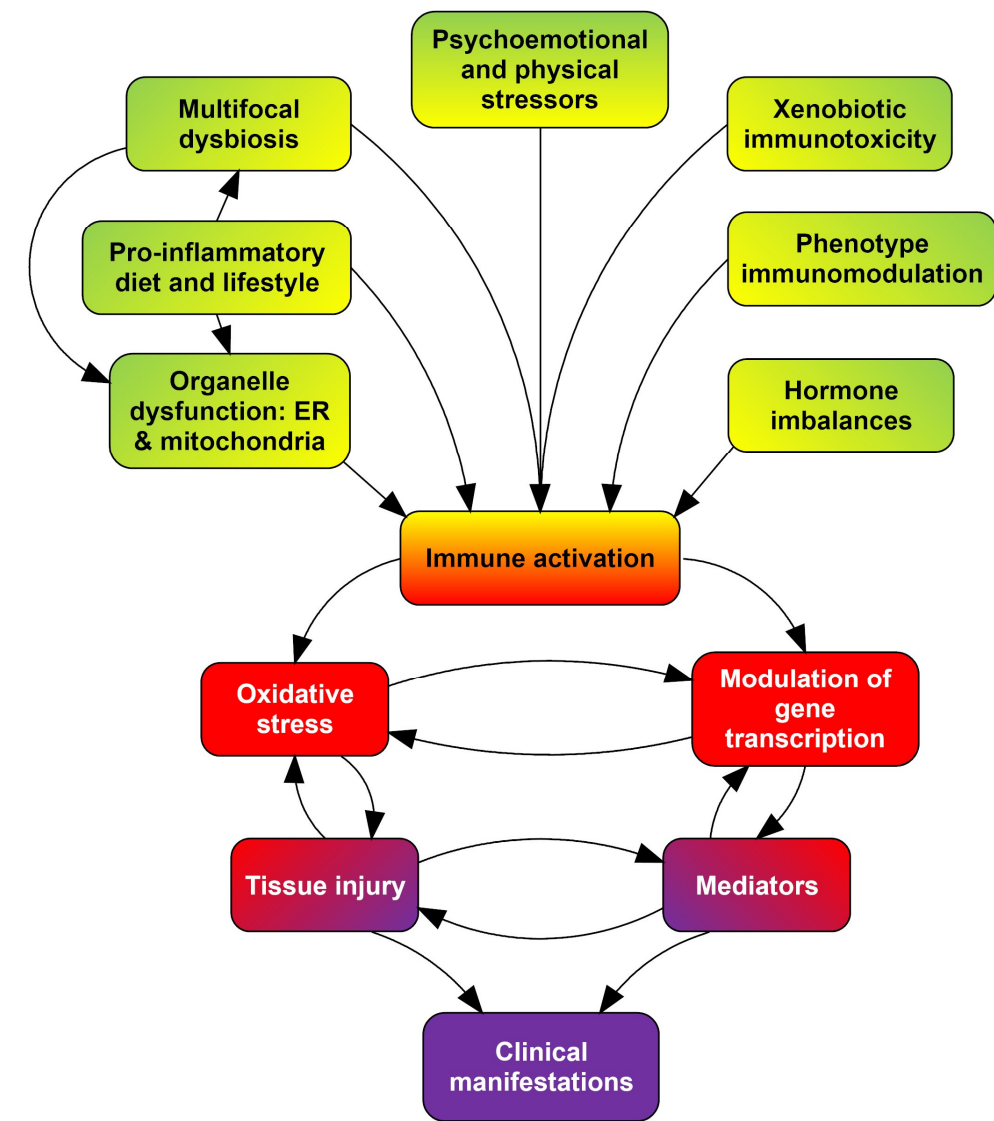 Psychoemotional
and physical
stressors
Multifocal
dysbiosis
Xenobiotic
immunotoxicity
Pro-inflammatory
diet and lifestyle
Phenotype
immunomodulation
Organelle
dysfunction: ER
& mitochondria
Hormone
imbalances
Immune activation
Oxidative
stress
Modulation of
gene
transcription
Tissue injury
Mediators
Clinical
manifestations